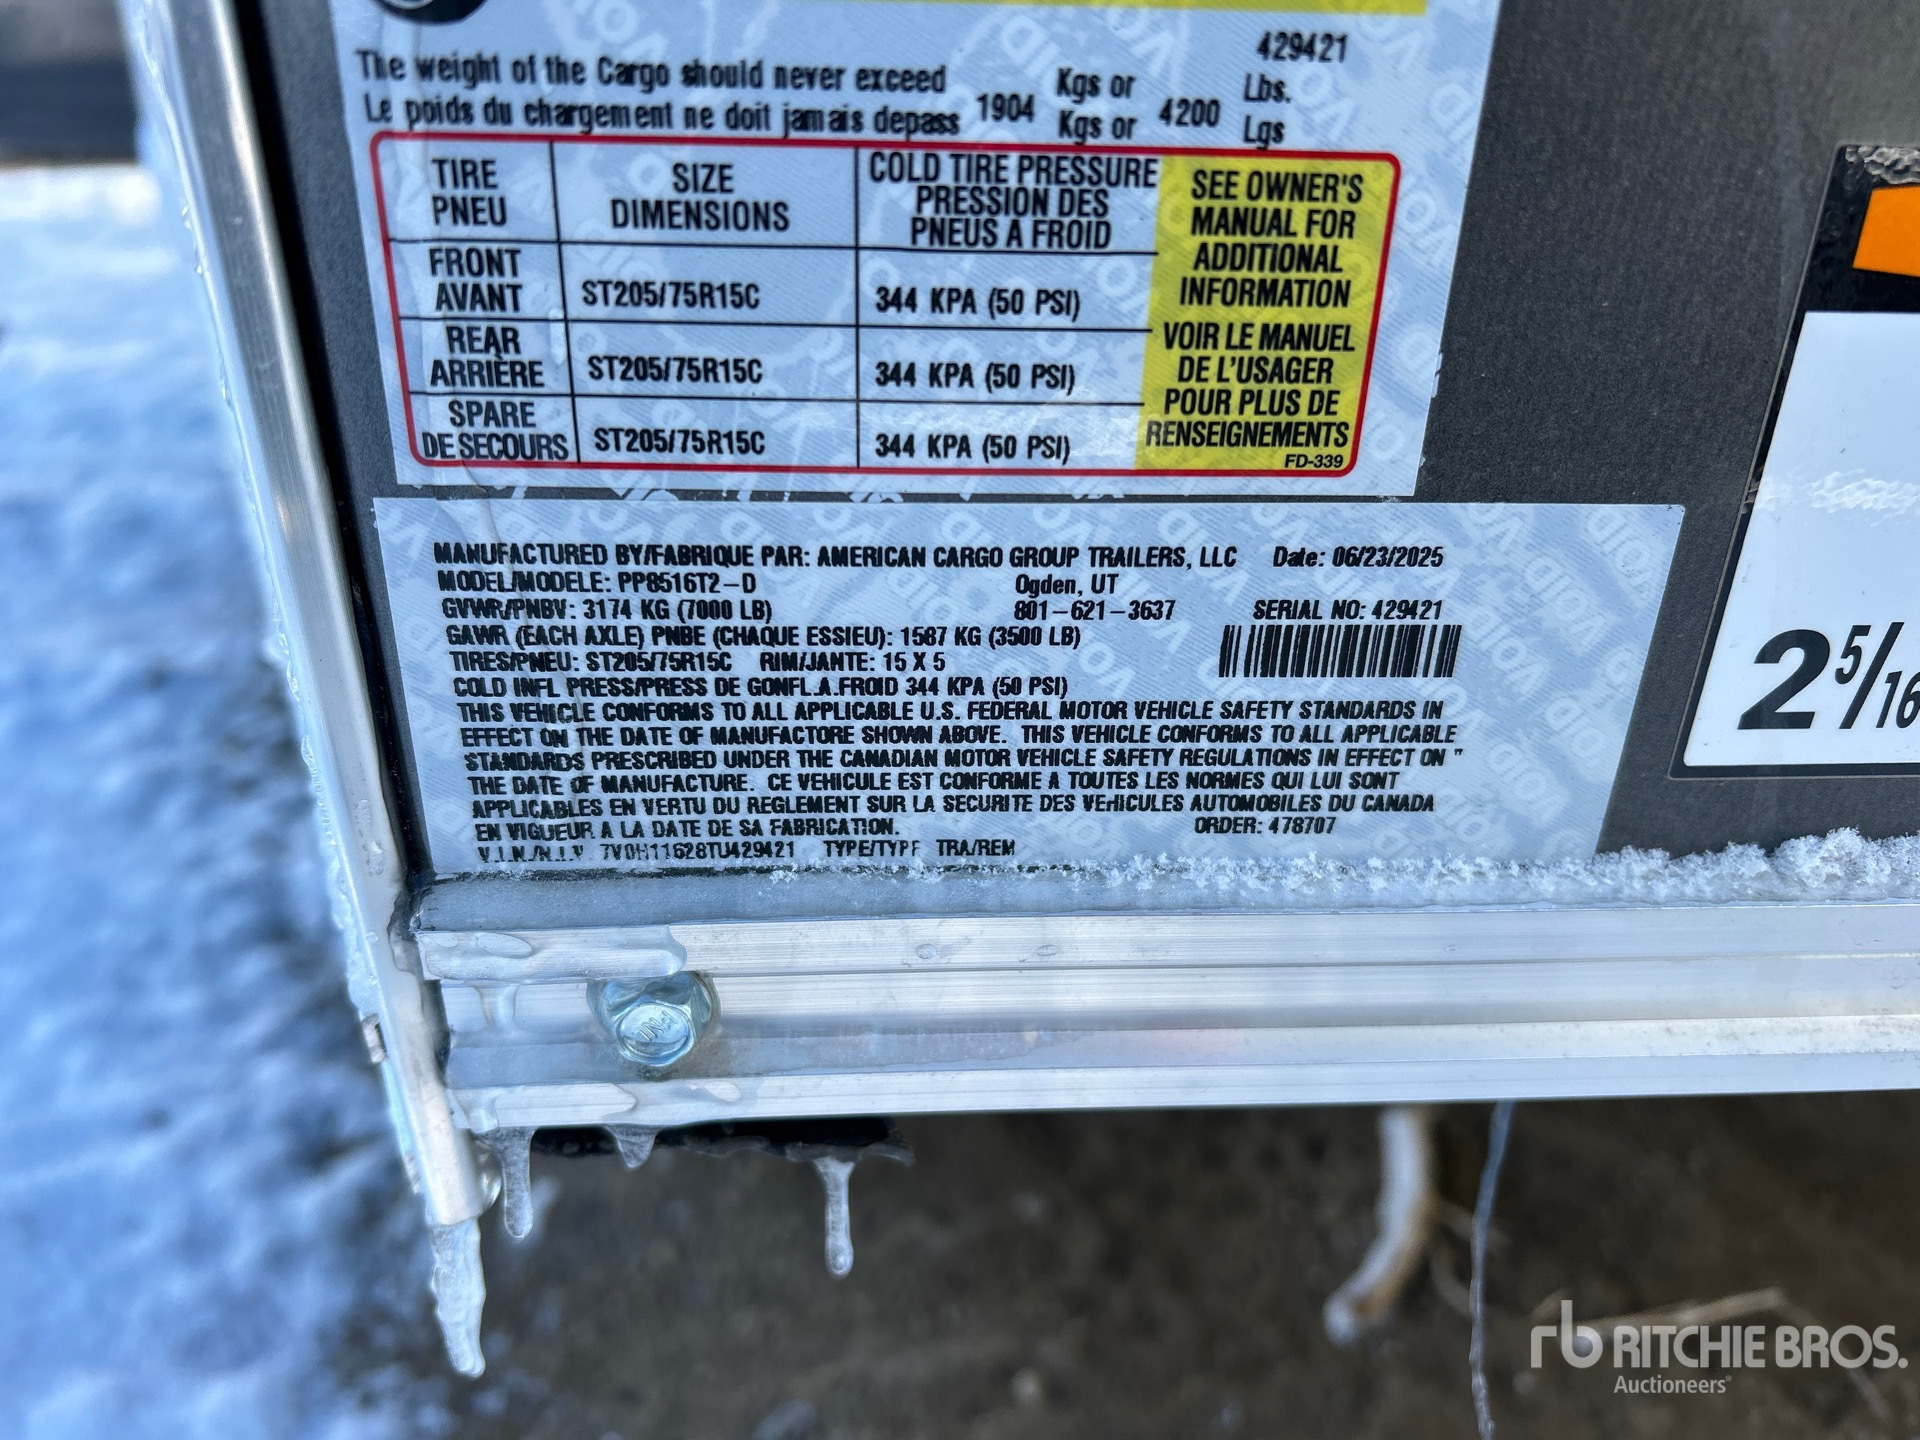 429421
The weight of the Cargo should never exceed 1904 Kgs or 4200 Lbs.
Le poids du chargement ne doit jamais depass Kgs or Lgs
TIRE PNEU
SIZE DIMENSIONS
COLD TIRE PRESSURE PRESSION DES PNEUS A FROID
FRONT AVANT ST205/75R15C 344 KPA (50 PSI)
REAR ARRIÈRE ST205/75R15C 344 KPA (50 PSI)
SPARE DE SECOURS ST205/75R15C 344 KPA (50 PSI)
SEE OWNER'S
MANUAL FOR
ADDITIONAL
INFORMATION
VOIR LE MANUEL
DE L'USAGER
POUR PLUS DE
RENSEIGNEMENTS
FD-339
MANUFACTURED BY/FABRIQUE PAR: AMERICAN CARGO GROUP TRAILERS, LLC Date: 06/23/2025
MODEL/MODELE: PP8516T2-D Ogden, UT
GVWR/PNBV: 3174 KG (7000 LB) 801-621-3637 SERIAL NO: 429421
GAWR (EACH AXLE) PNBE (CHAQUE ESSIEU): 1587 KG (3500 LB)
TIRES/PNEU: ST205/75R15C RIM/JANTE: 15 X 5
COLD INFL PRESS/PRESS DE GONFL.A.FROID 344 KPA (50 PSI)
THIS VEHICLE CONFORMS TO ALL APPLICABLE U.S. FEDERAL MOTOR VEHICLE SAFETY STANDARDS IN
EFFECT ON THE DATE OF MANUFACTORE SHOWN ABOVE. THIS VEHICLE CONFORMS TO ALL APPLICABLE
STANDARDS PRESCRIBED UNDER THE CANADIAN MOTOR VEHICLE SAFETY REGULATIONS IN EFFECT ON "
THE DATE OF MANUFACTURE. CE VEHICULE EST CONFORME A TOUTES LES NORMES QUI LUI SONT
APPLICABLES EN VERTU DU REGLEMENT SUR LA SECURITE DES VEHICULES AUTOMOBILES DU CANADA
EN VIGUEUR A LA DATE DE SA FABRICATION. ORDER: 478707
V.I.N./N.I.V. 7V0H11628TU429421 TYPE/TYPE TRA/REM
2 5/16
rb RITCHIE BROS.
Auctioneers